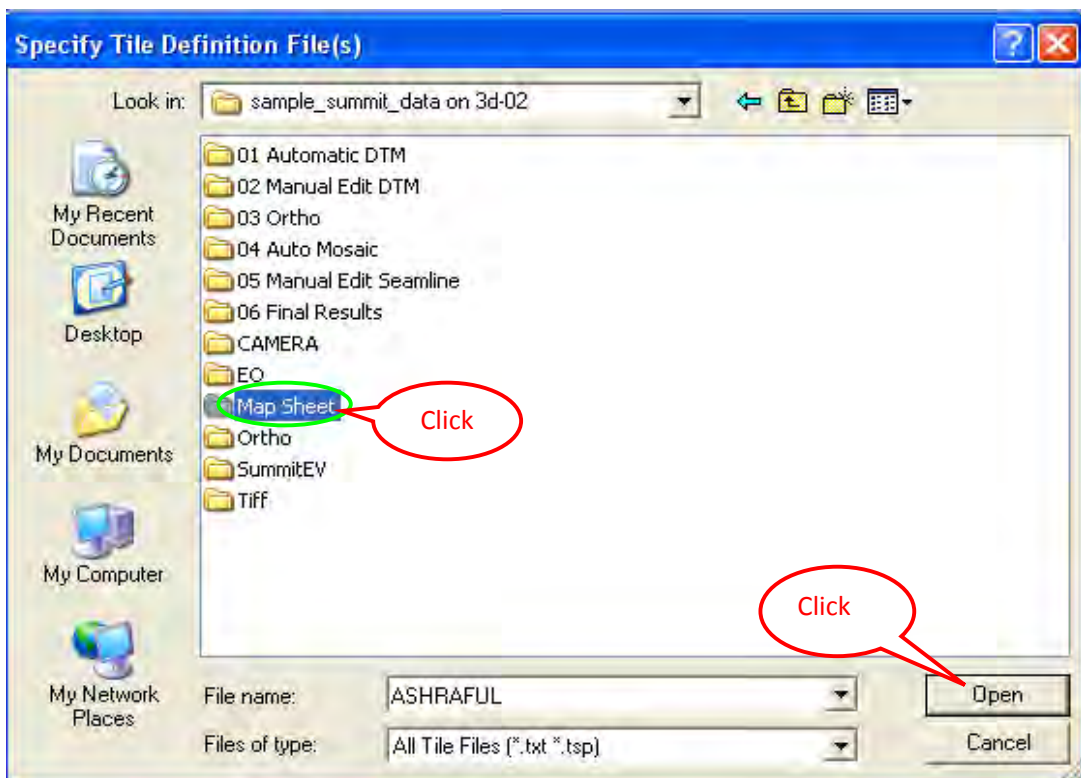 Specify Tile Definition File(s)
Look in:
sample_summit_data on 3d-02
My Recent
Documents
Desktop
My Documents
My Computer
My Network
Places
01 Automatic DTM
02 Manual Edit DTM
03 Ortho
04 Auto Mosaic
05 Manual Edit Seamline
06 Final Results
CAMERA
EO
Map Sheet
Click
Ortho
SummitEV
Tiff
Click
File name:
ASHRAFUL
Open
Files of type:
All Tile Files (*.txt *.tsp)
Cancel